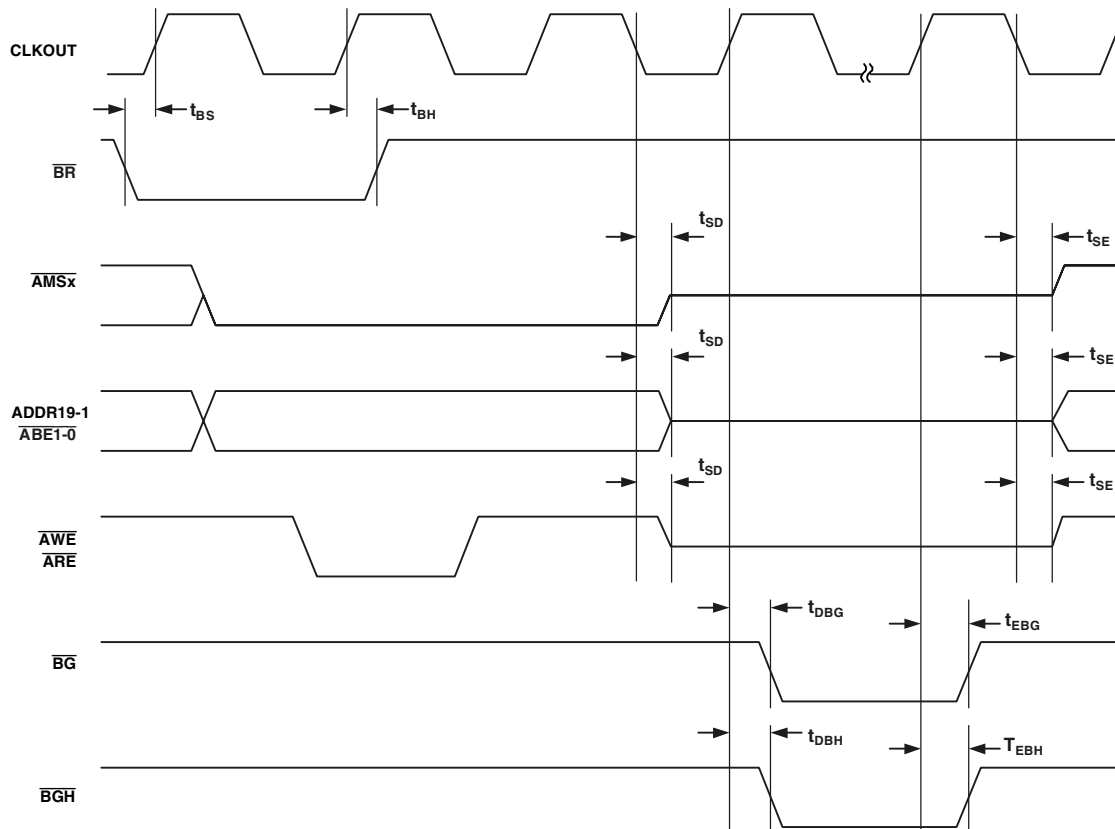 CLKOUT
tBS
tBH
BR
tSD
tSE
AMSx
tSD
tSE
ADDR19-1
ABE1-0
tSD
tSE
AWE
ARE
tDBG
tEBG
BG
tDBH
TEBH
BGH